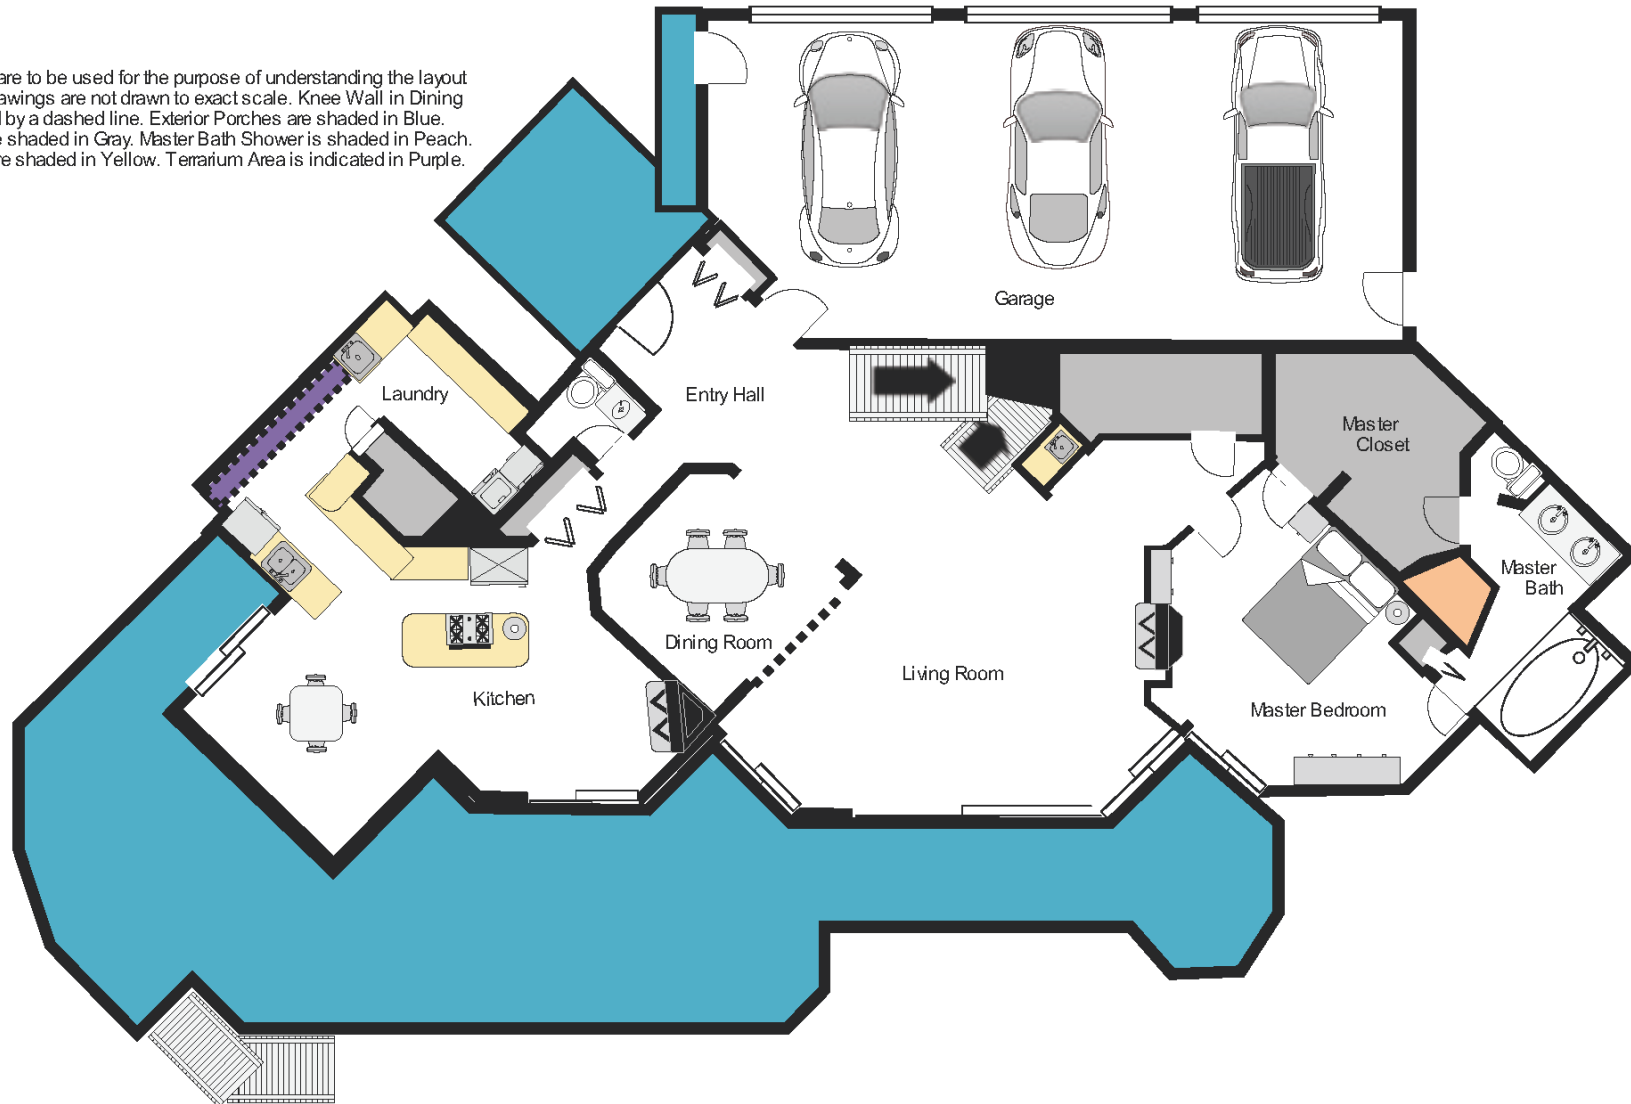 are to be used for the purpose of understanding the layout
awings are not drawn to exact scale. Knee Wall in Dining
by a dashed line. Exterior Porches are shaded in Blue.
shaded in Gray. Master Bath Shower is shaded in Peach.
re shaded in Yellow. Terrarium Area is indicated in Purple.
Garage
Laundry
Entry Hall
Master
Closet
Master
Bath
Dining Room
Living Room
Kitchen
Master Bedroom